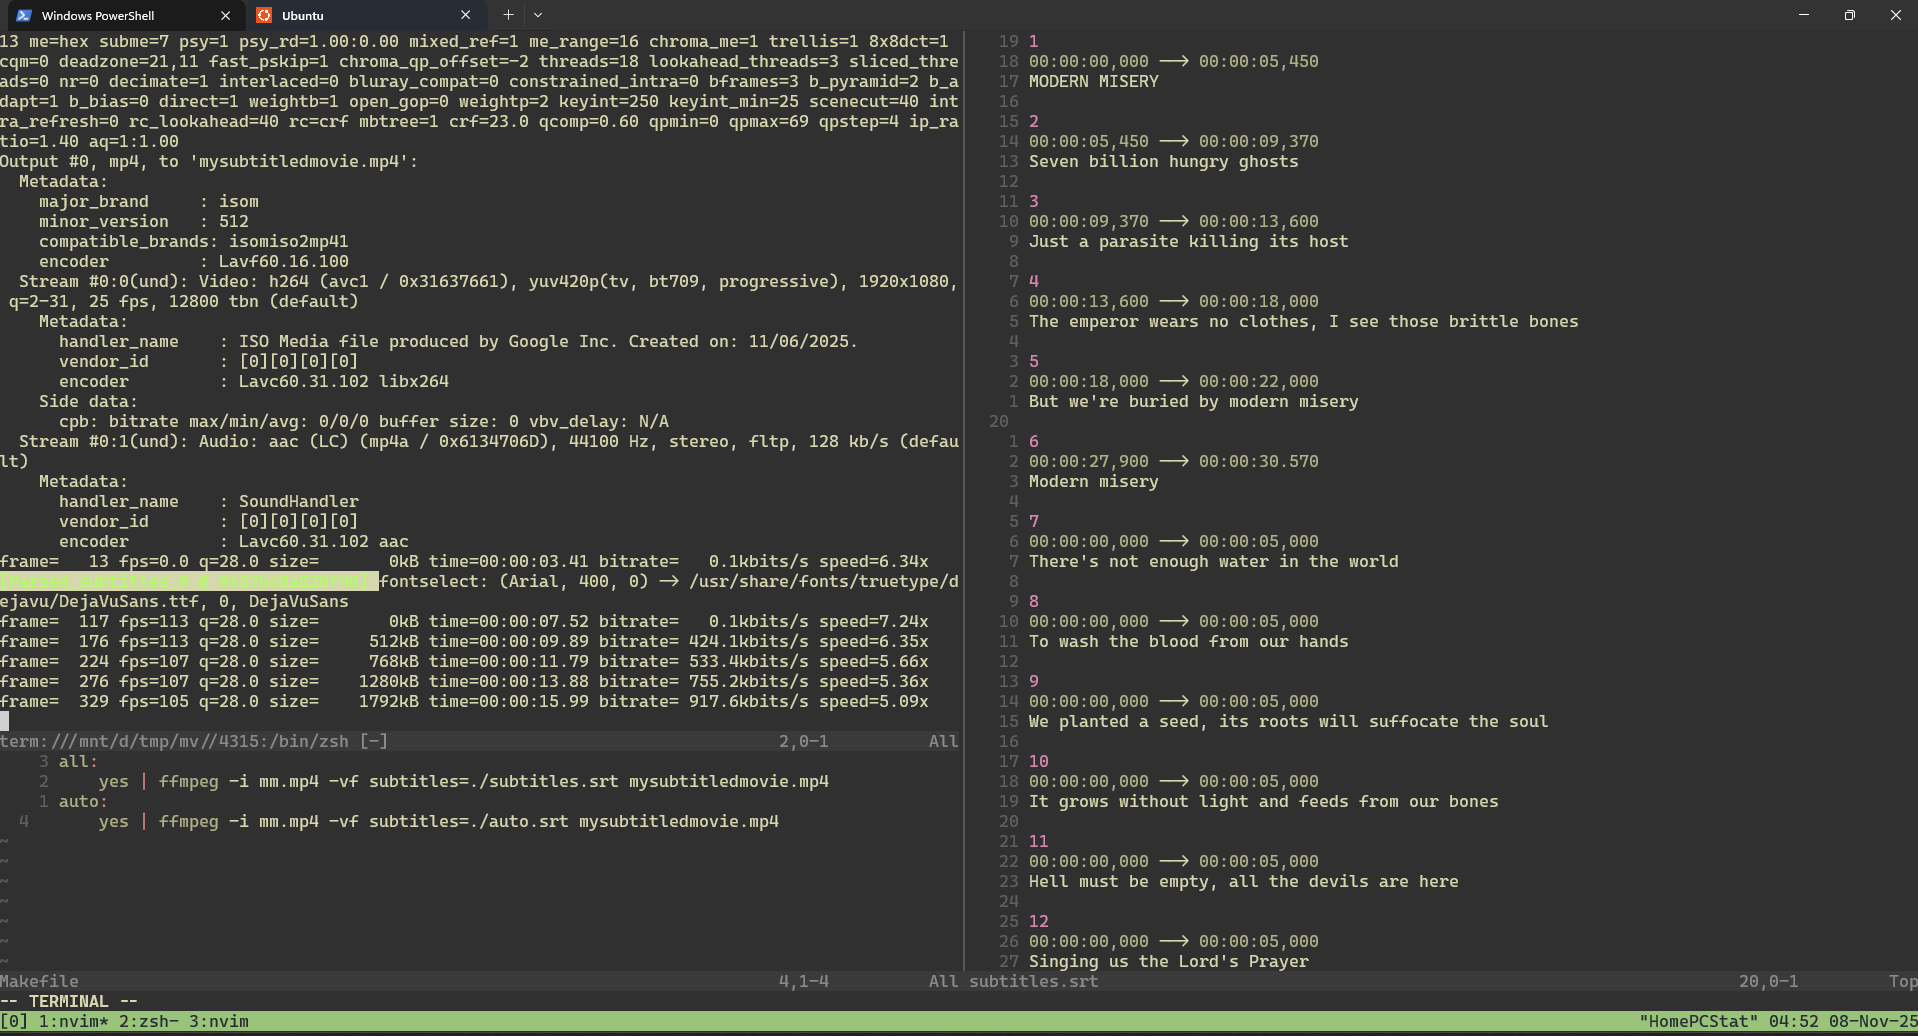 Windows PowerShell
Ubuntu
13 me=hex subme=7 psy=1 psy_rd=1.00:0.00 mixed_ref=1 me_range=16 chroma_me=1 trellis=1 8x8dct=1
cqm=0 deadzone=21,11 fast_pskip=1 chroma_qp_offset=-2 threads=18 lookahead_threads=3 sliced_thre
ads=0 nr=0 decimate=1 interlaced=0 bluray_compat=0 constrained_intra=0 bframes=3 b_pyramid=2 b_a
dapt=1 b_bias=0 direct=1 weightb=1 open_gop=0 weightp=2 keyint=250 keyint_min=25 scenecut=40 int
ra_refresh=0 rc_lookahead=40 rc=crf mbtree=1 crf=23.0 qcomp=0.60 qpmin=0 qpmax=69 qpstep=4 ip_ra
tio=1.40 aq=1:1.00
Output #0, mp4, to 'mysubtitledmovie.mp4':
  Metadata:
    major_brand     : isom
    minor_version   : 512
    compatible_brands: isomiso2mp41
    encoder         : Lavf60.16.100
  Stream #0:0(und): Video: h264 (avc1 / 0x31637661), yuv420p(tv, bt709, progressive), 1920x1080,
 q=2-31, 25 fps, 12800 tbn (default)
    Metadata:
      handler_name    : ISO Media file produced by Google Inc. Created on: 11/06/2025.
      vendor_id       : [0][0][0][0]
      encoder         : Lavc60.31.102 libx264
    Side data:
      cpb: bitrate max/min/avg: 0/0/0 buffer size: 0 vbv_delay: N/A
  Stream #0:1(und): Audio: aac (LC) (mp4a / 0x6134706D), 44100 Hz, stereo, fltp, 128 kb/s (defau
lt)
    Metadata:
      handler_name    : SoundHandler
      vendor_id       : [0][0][0][0]
      encoder         : Lavc60.31.102 aac
frame=   13 fps=0.0 q=28.0 size=       0kB time=00:00:03.41 bitrate=   0.1kbits/s speed=6.34x
fontselect: (Arial, 400, 0) -> /usr/share/fonts/truetype/d
ejavu/DejaVuSans.ttf, 0, DejaVuSans
frame=  117 fps=113 q=28.0 size=       0kB time=00:00:07.52 bitrate=   0.1kbits/s speed=7.24x
frame=  176 fps=113 q=28.0 size=     512kB time=00:00:09.89 bitrate= 424.1kbits/s speed=6.35x
frame=  224 fps=107 q=28.0 size=     768kB time=00:00:11.79 bitrate= 533.4kbits/s speed=5.66x
frame=  276 fps=107 q=28.0 size=    1280kB time=00:00:13.88 bitrate= 755.2kbits/s speed=5.36x
frame=  329 fps=105 q=28.0 size=    1792kB time=00:00:15.99 bitrate= 917.6kbits/s speed=5.09x
term:///mnt/d/tmp/mv//4315:/bin/zsh [-] 2,0-1 All
3 all:
2     yes | ffmpeg -i mm.mp4 -vf subtitles=./subtitles.srt mysubtitledmovie.mp4
1 auto:
4     yes | ffmpeg -i mm.mp4 -vf subtitles=./auto.srt mysubtitledmovie.mp4
~
~
~
~
~
~
~
Makefile 4,1-4 All
19 1
18 00:00:00,000 --> 00:00:05,450
17 MODERN MISERY
16
15 2
14 00:00:05,450 --> 00:00:09,370
13 Seven billion hungry ghosts
12
11 3
10 00:00:09,370 --> 00:00:13,600
9 Just a parasite killing its host
8
7 4
6 00:00:13,600 --> 00:00:18,000
5 The emperor wears no clothes, I see those brittle bones
4
3 5
2 00:00:18,000 --> 00:00:22,000
1 But we're buried by modern misery
20
1 6
2 00:00:27,900 --> 00:00:30.570
3 Modern misery
4
5 7
6 00:00:00,000 --> 00:00:05,000
7 There's not enough water in the world
8
9 8
10 00:00:00,000 --> 00:00:05,000
11 To wash the blood from our hands
12
13 9
14 00:00:00,000 --> 00:00:05,000
15 We planted a seed, its roots will suffocate the soul
16
17 10
18 00:00:00,000 --> 00:00:05,000
19 It grows without light and feeds from our bones
20
21 11
22 00:00:00,000 --> 00:00:05,000
23 Hell must be empty, all the devils are here
24
25 12
26 00:00:00,000 --> 00:00:05,000
27 Singing us the Lord's Prayer
subtitles.srt 20,0-1 Top
-- TERMINAL --
[0] 1:nvim* 2:zsh- 3:nvim "HomePCStat" 04:52 08-Nov-25